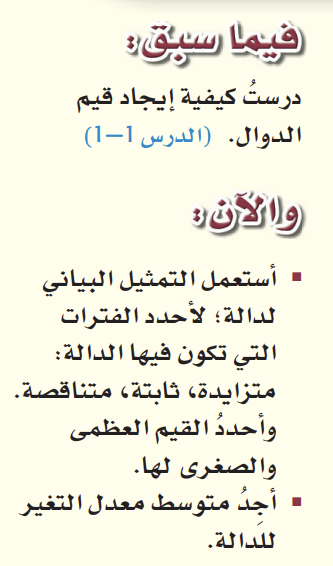 فيما سبق:
درستُ كيفية إيجاد قيم
الدوال. (الدرس 1–1)
والآن:
▪ أستعمل التمثيل البياني
لدالة؛ لأحدد الفترات
التي تكون فيها الدالة:
متزايدة، ثابتة، متناقصة.
وأحددُ القيم العظمى
والصغرى لها.
▪ أجِدُ متوسط معدل التغير
للدالة.